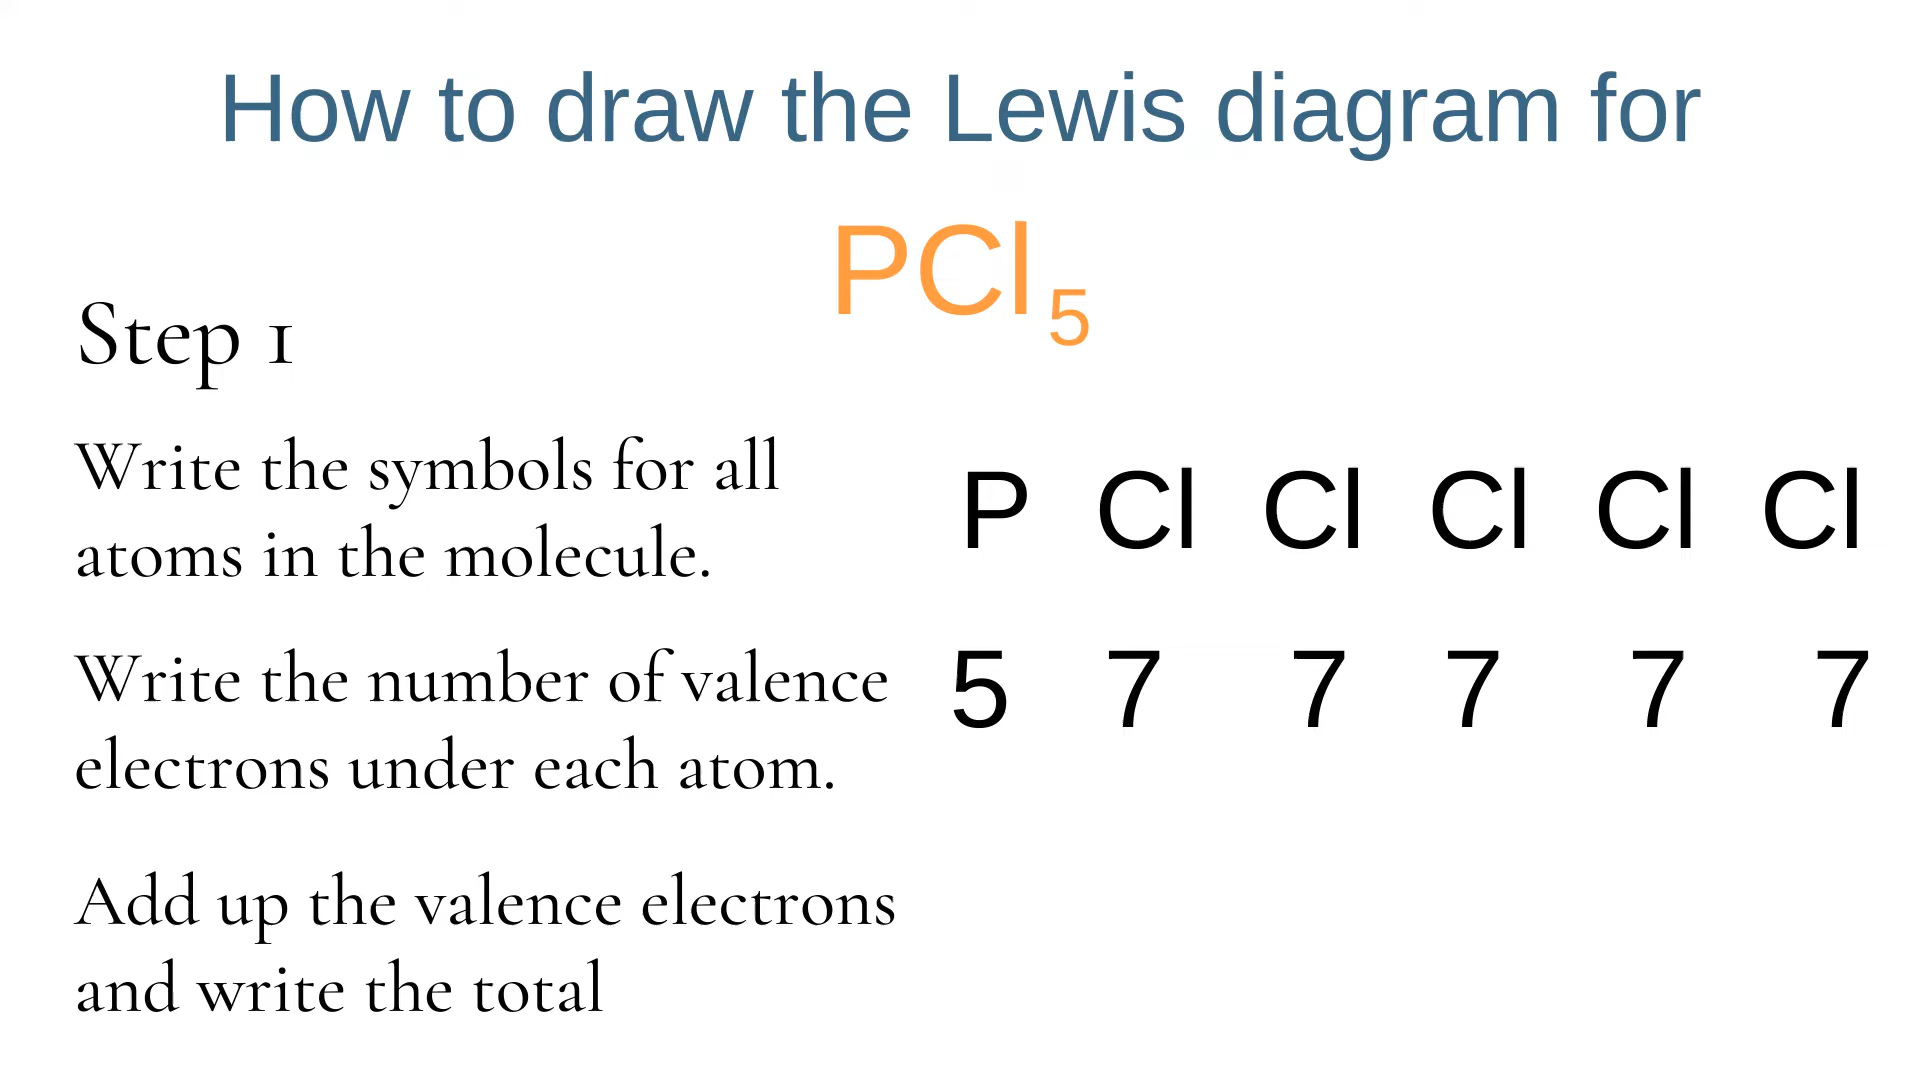 How to draw the Lewis diagram for
PCl5
Step 1
Write the symbols for all
atoms in the molecule.
P Cl Cl Cl Cl Cl
Write the number of valence
electrons under each atom.
5 7 7 7 7 7
Add up the valence electrons
and write the total